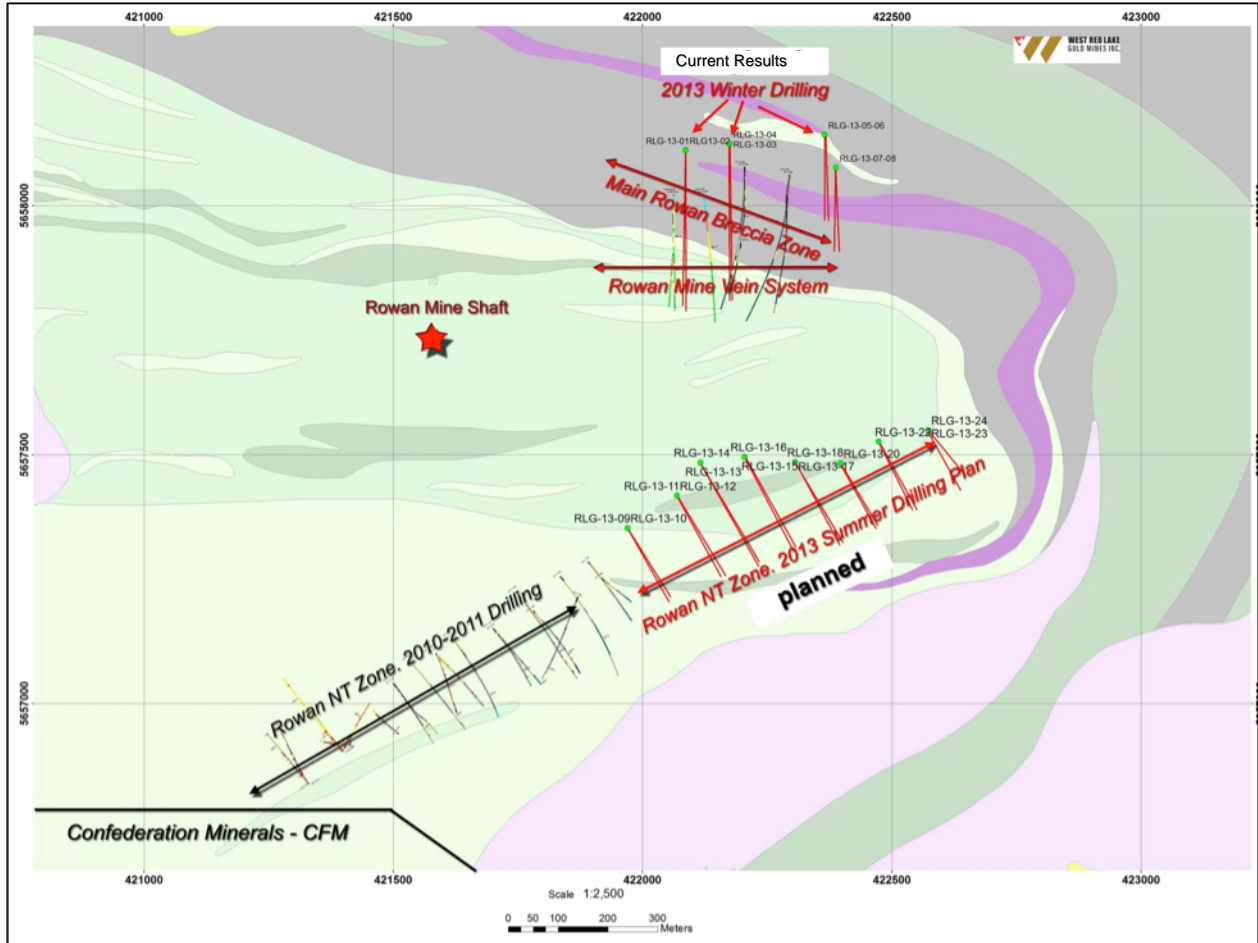 421000 421500 422000 422500 423000
WEST RED LAKE
GOLD MINES INC.
Current Results
2013 Winter Drilling
RLG-13-05-06
RLG-13-04
RLG-13-01RLG13-02
RLG-13-03
RLG-13-07-08
5658000
Main Rowan Breccia Zone
Rowan Mine Vein System
Rowan Mine Shaft
RLG-13-24
RLG-13-22
RLG-13-23
RLG-13-16
RLG-13-14
RLG-13-18
RLG-13-20
5657500
RLG-13-13
RLG-13-15
RLG-13-17
RLG-13-11RLG-13-12
RLG-13-09RLG-13-10
Rowan NT Zone. 2013 Summer Drilling Plan
planned
Rowan NT Zone. 2010-2011 Drilling
5657000
Confederation Minerals - CFM
421000 421500 422000 422500 423000
Scale 1:2,500
0 50 100 200 300
Meters